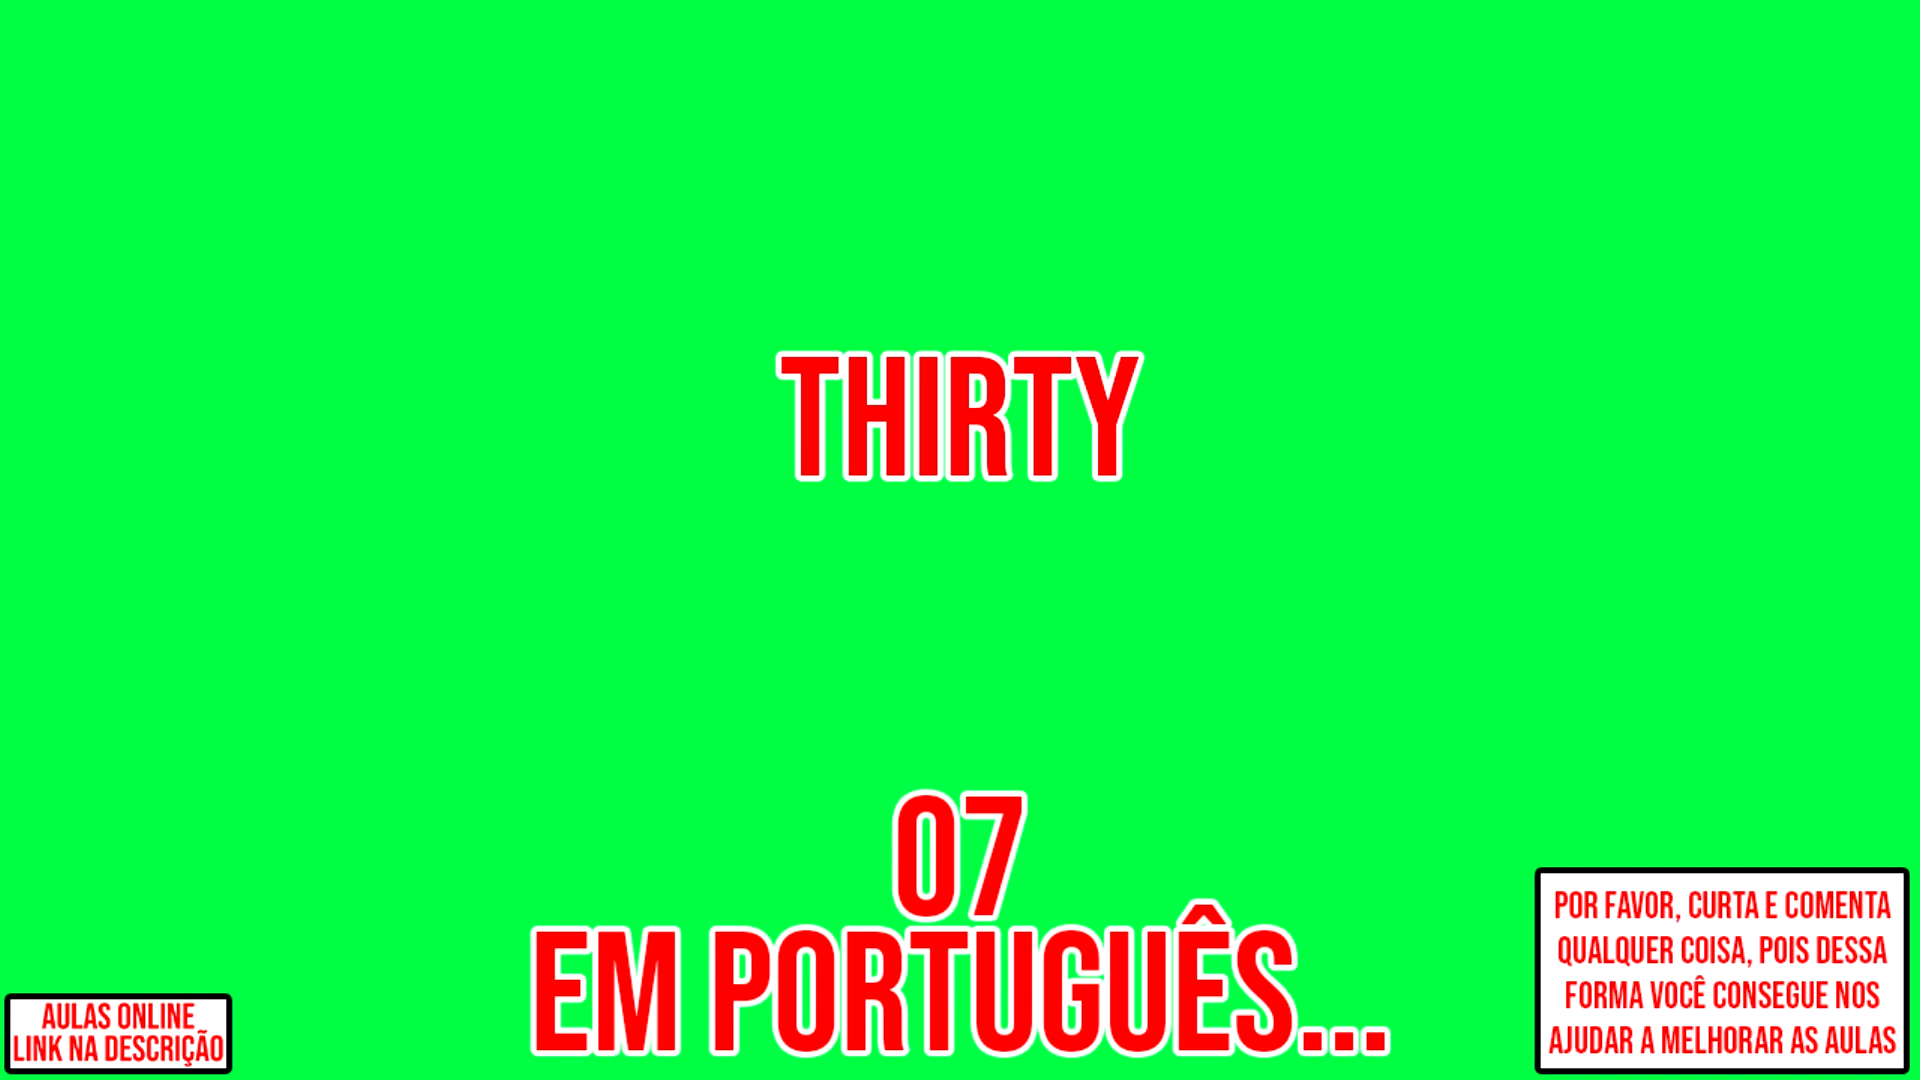 THIRTY
07
EM PORTUGUÊS...
AULAS ONLINE
LINK NA DESCRIÇÃO
POR FAVOR, CURTA E COMENTA
QUALQUER COISA, POIS DESSA
FORMA VOCÊ CONSEGUE NOS
AJUDAR A MELHORAR AS AULAS